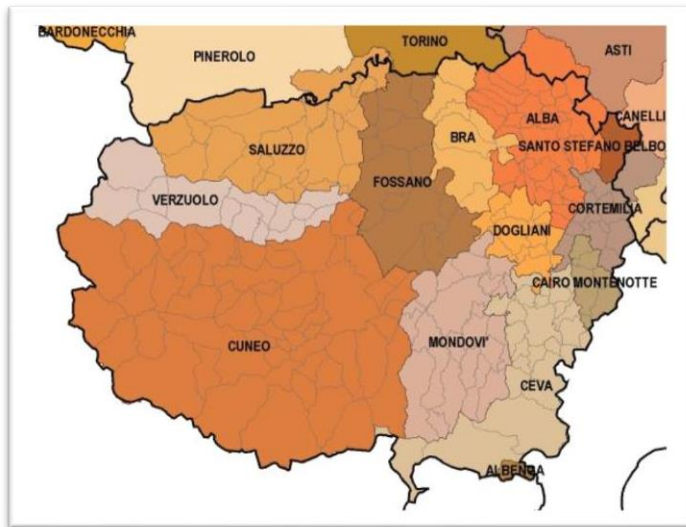 BARDONECCHIA
TORINO
PINEROLO
ASTI
CANELLI
ALBA
BRA
SALUZZO
SANTO STEFANO BELBO
FOSSANO
VERZUOLO
CORTEMILIA
DOGLIANI
CAIRO MONTENOTTE
MONDOVI'
CUNEO
CEVA
ALBENGA